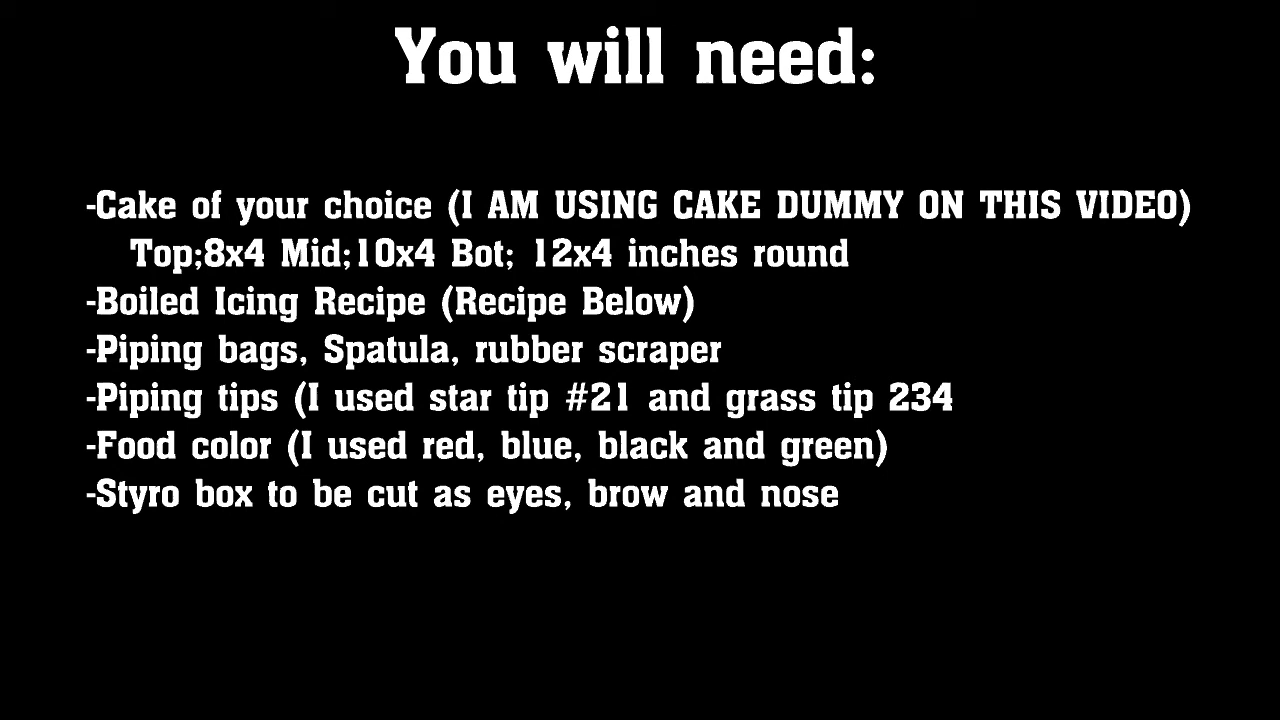 You will need:
-Cake of your choice (I AM USING CAKE DUMMY ON THIS VIDEO)
Top;8x4 Mid;10x4 Bot; 12x4 inches round
-Boiled Icing Recipe (Recipe Below)
-Piping bags, Spatula, rubber scraper
-Piping tips (I used star tip #21 and grass tip 234
-Food color (I used red, blue, black and green)
-Styro box to be cut as eyes, brow and nose